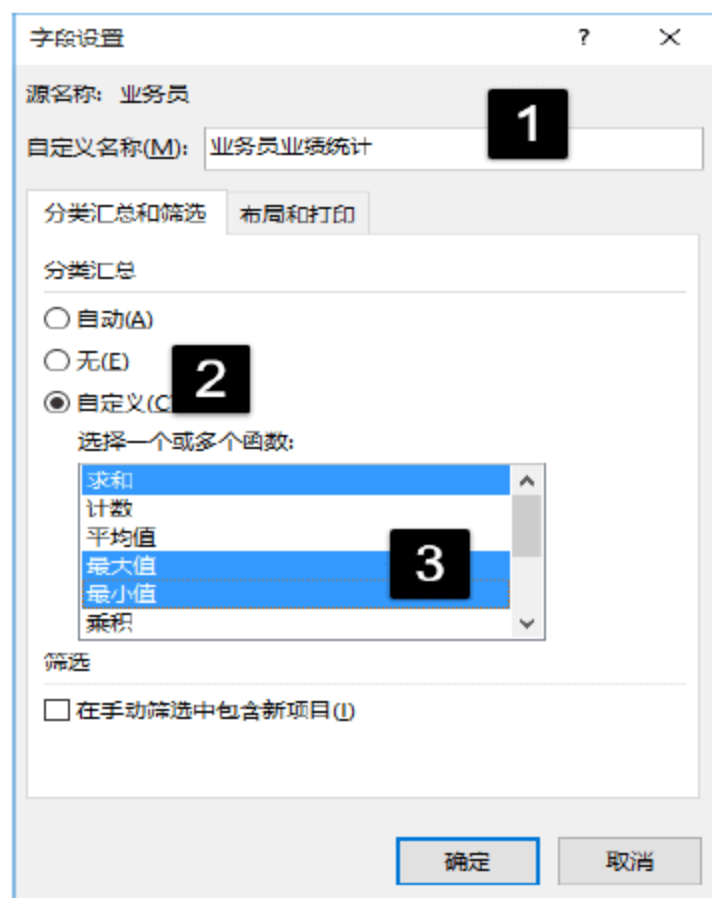 字段设置 ?
源名称: 业务员
1
自定义名称(M): 业务员业绩统计
分类汇总和筛选 布局和打印
分类汇总
自动(A)
无(E)
2
自定义(C
选择一个或多个函数:
求和
计数
平均值
最大值
3
最小值
乘积
筛选
在手动筛选中包含新项目(I)
确定 取消